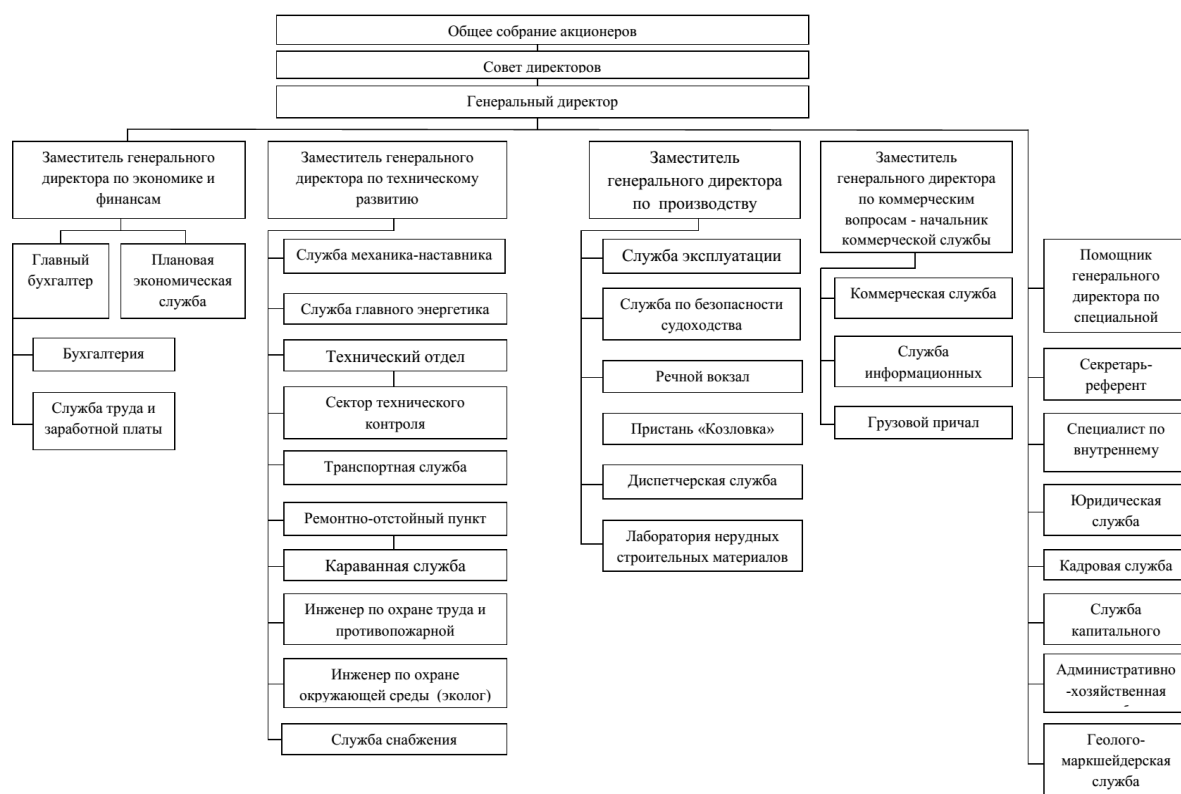 Общее собрание акционеров
Совет директоров
Генеральный директор
Заместитель генерального
директора по экономике и
финансам
Заместитель генерального
директора по техническому
развитию
Заместитель
генерального директора
по производству
Заместитель
генерального директора
по коммерческим
вопросам - начальник
коммерческой службы
Главный
бухгалтер
Плановая
экономическая
служба
Бухгалтерия
Служба труда и
заработной платы
Служба механика-наставника
Служба главного энергетика
Технический отдел
Сектор технического
контроля
Транспортная служба
Ремонтно-отстойный пункт
Караванная служба
Инженер по охране труда и
противопожарной
Инженер по охране
окружающей среды (эколог)
Служба снабжения
Служба эксплуатации
Служба по безопасности
судоходства
Речной вокзал
Пристань «Козловка»
Диспетчерская служба
Лаборатория нерудных
строительных материалов
Коммерческая служба
Служба
информационных
Грузовой причал
Помощник
генерального
директора по
специальной
Секретарь-
референт
Специалист по
внутреннему
Юридическая
служба
Кадровая служба
Служба
капитального
Административно
-хозяйственная
Геолого-
маркшейдерская
служба